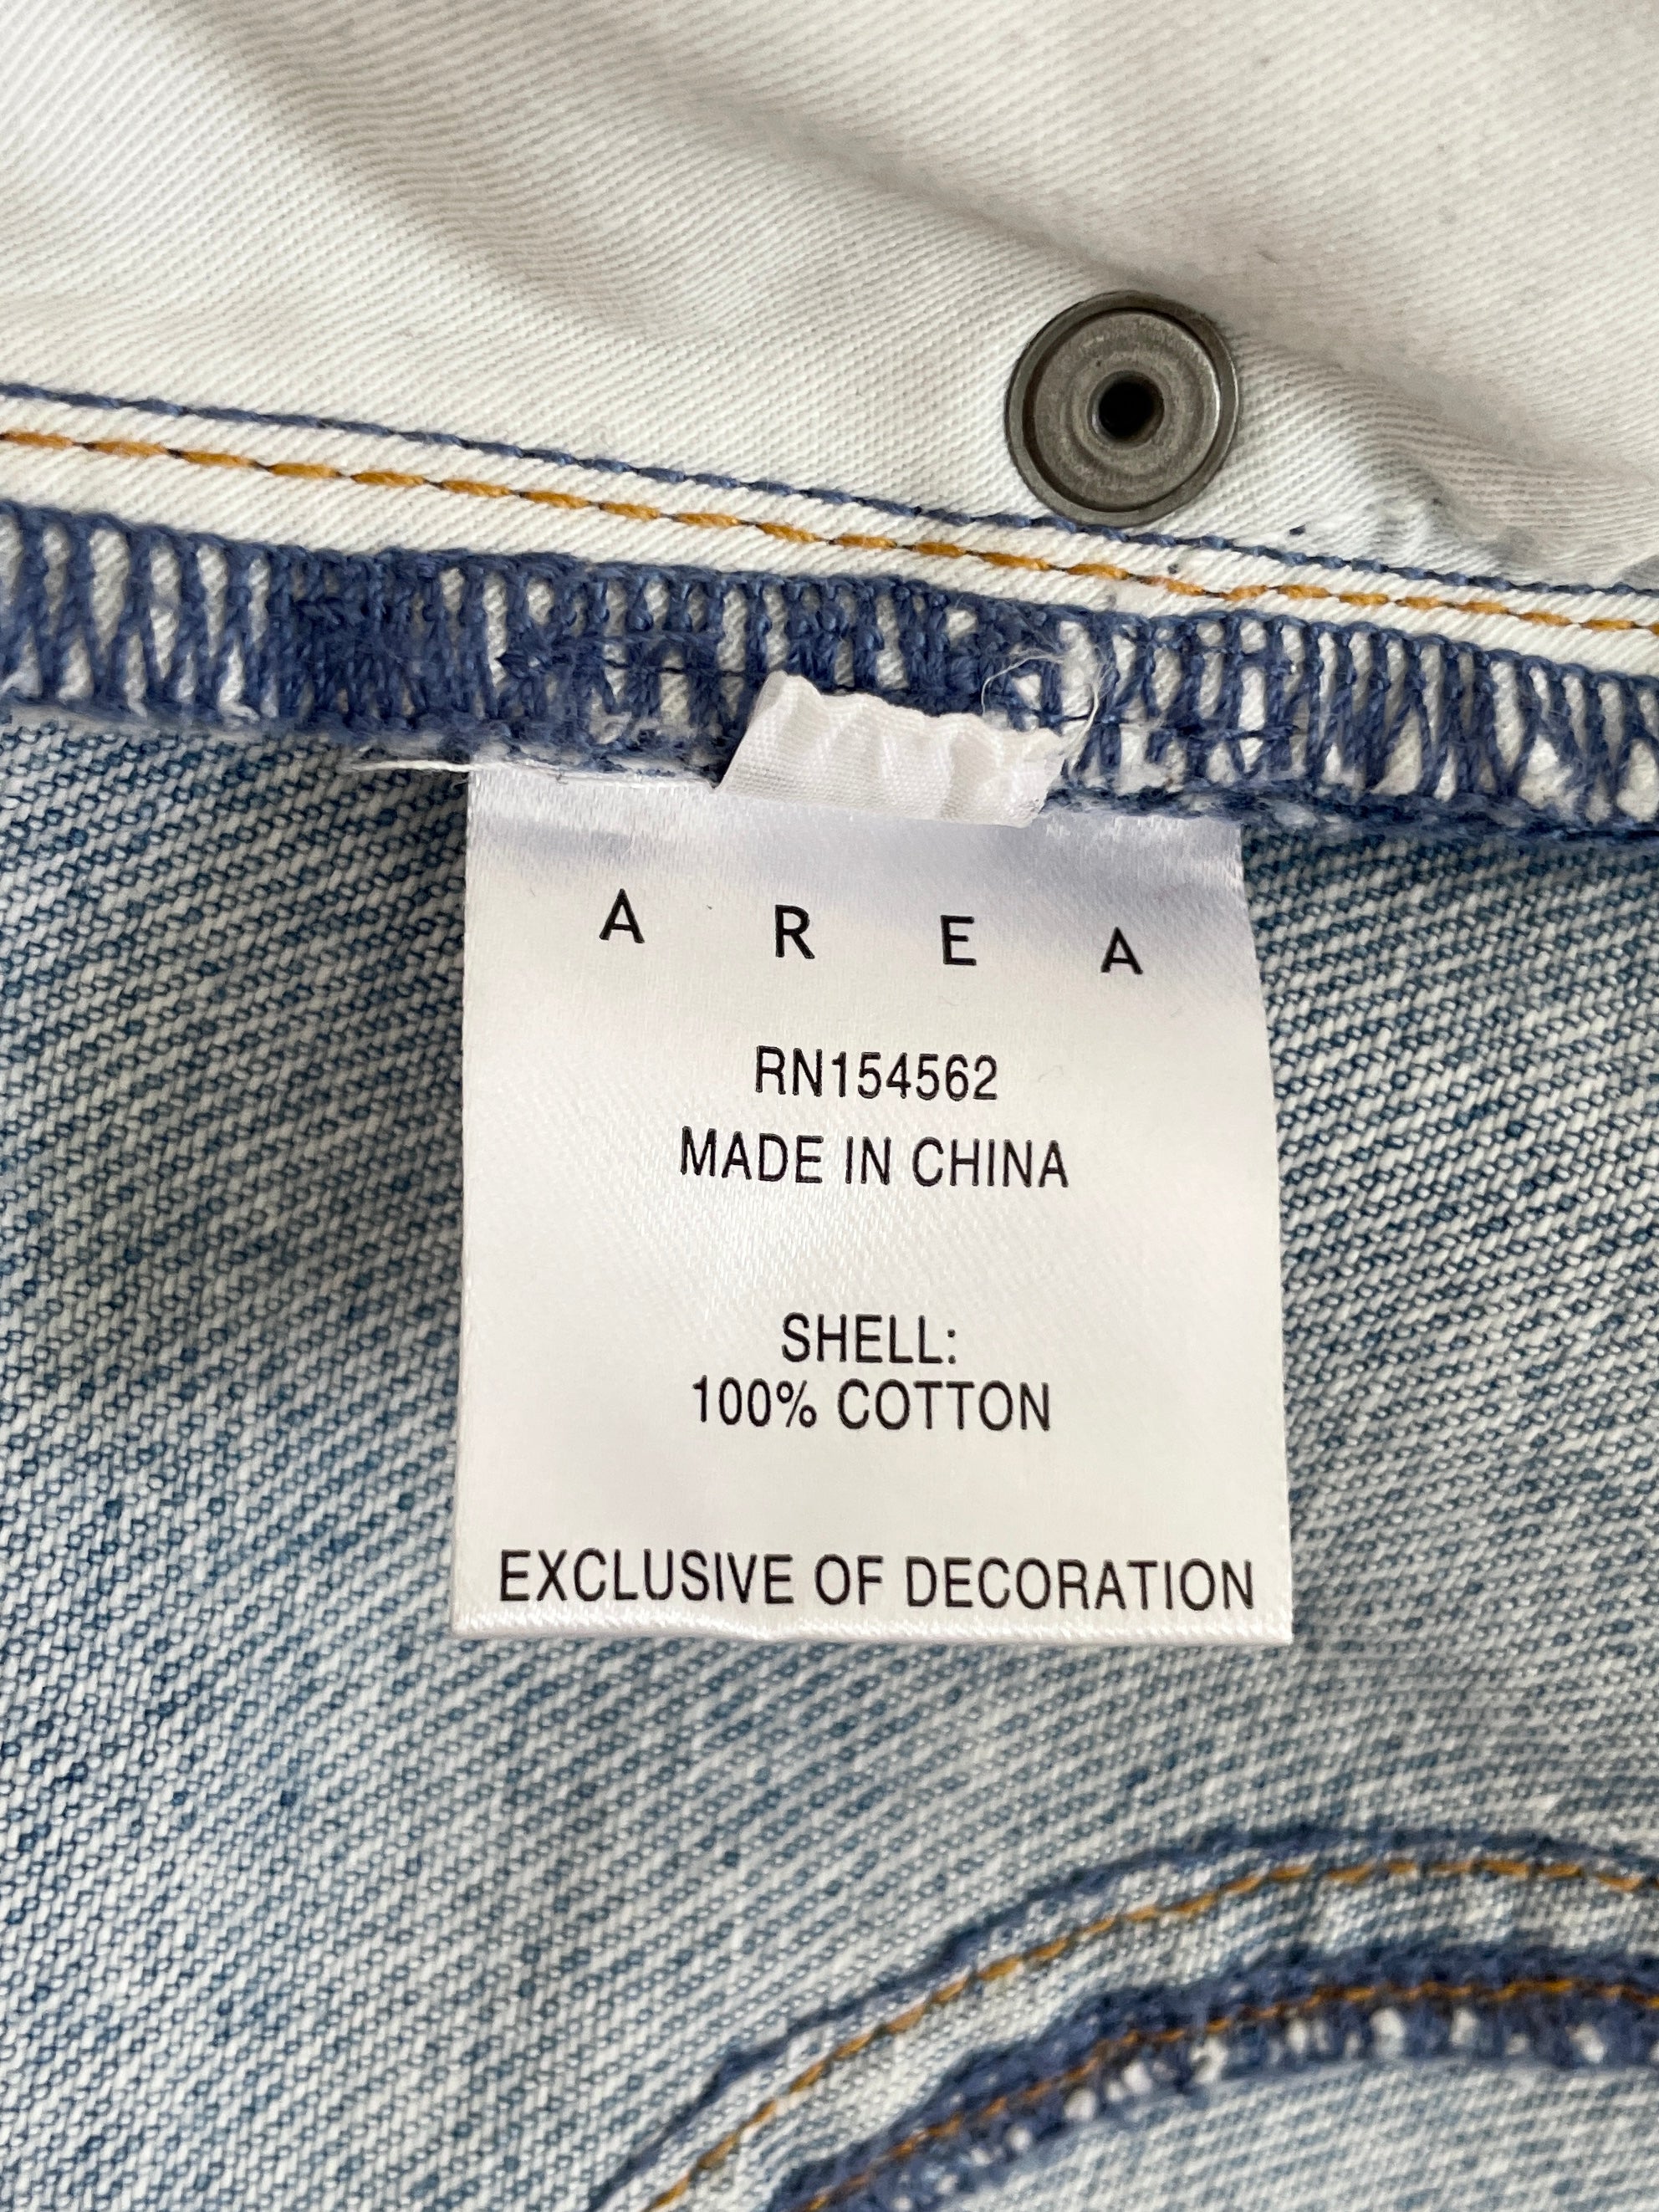 A R E A
RN154562
MADE IN CHINA
SHELL:
100% COTTON
EXCLUSIVE OF DECORATION